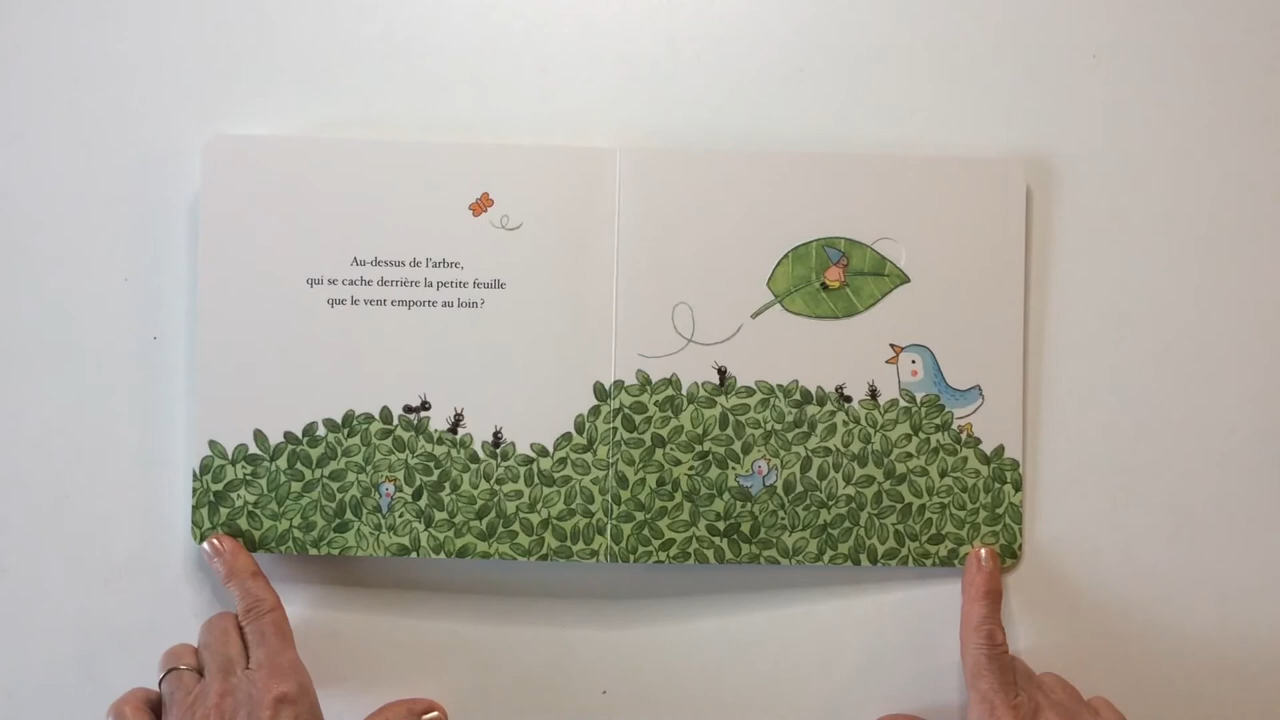 Au-dessus de l'arbre,
qui se cache derrière la petite feuille
que le vent emporte au loin ?